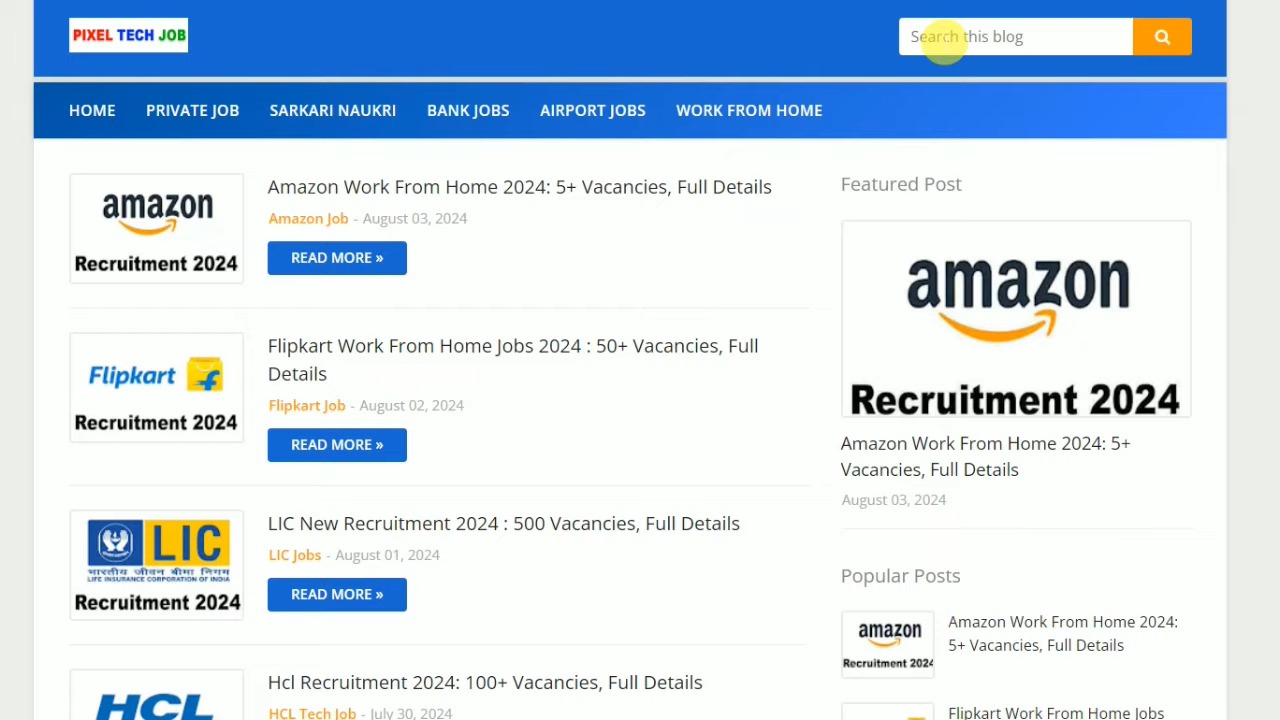 PIXEL TECH JOB
Search this blog
HOME
PRIVATE JOB
SARKARI NAUKRI
BANK JOBS
AIRPORT JOBS
WORK FROM HOME
amazon
Recruitment 2024
Amazon Work From Home 2024: 5+ Vacancies, Full Details
Amazon Job - August 03, 2024
READ MORE »
Flipkart
Recruitment 2024
Flipkart Work From Home Jobs 2024 : 50+ Vacancies, Full
Details
Flipkart Job - August 02, 2024
READ MORE »
LIC
भारतीय जीवन बीमा निगम
LIFE INSURANCE CORPORATION OF INDIA
Recruitment 2024
LIC New Recruitment 2024 : 500 Vacancies, Full Details
LIC Jobs - August 01, 2024
READ MORE »
HCL
Hcl Recruitment 2024: 100+ Vacancies, Full Details
HCL Tech Job - July 30, 2024
Featured Post
amazon
Recruitment 2024
Amazon Work From Home 2024: 5+
Vacancies, Full Details
August 03, 2024
Popular Posts
amazon
Recruitment 2024
Amazon Work From Home 2024:
5+ Vacancies, Full Details
Flipkart Work From Home Jobs